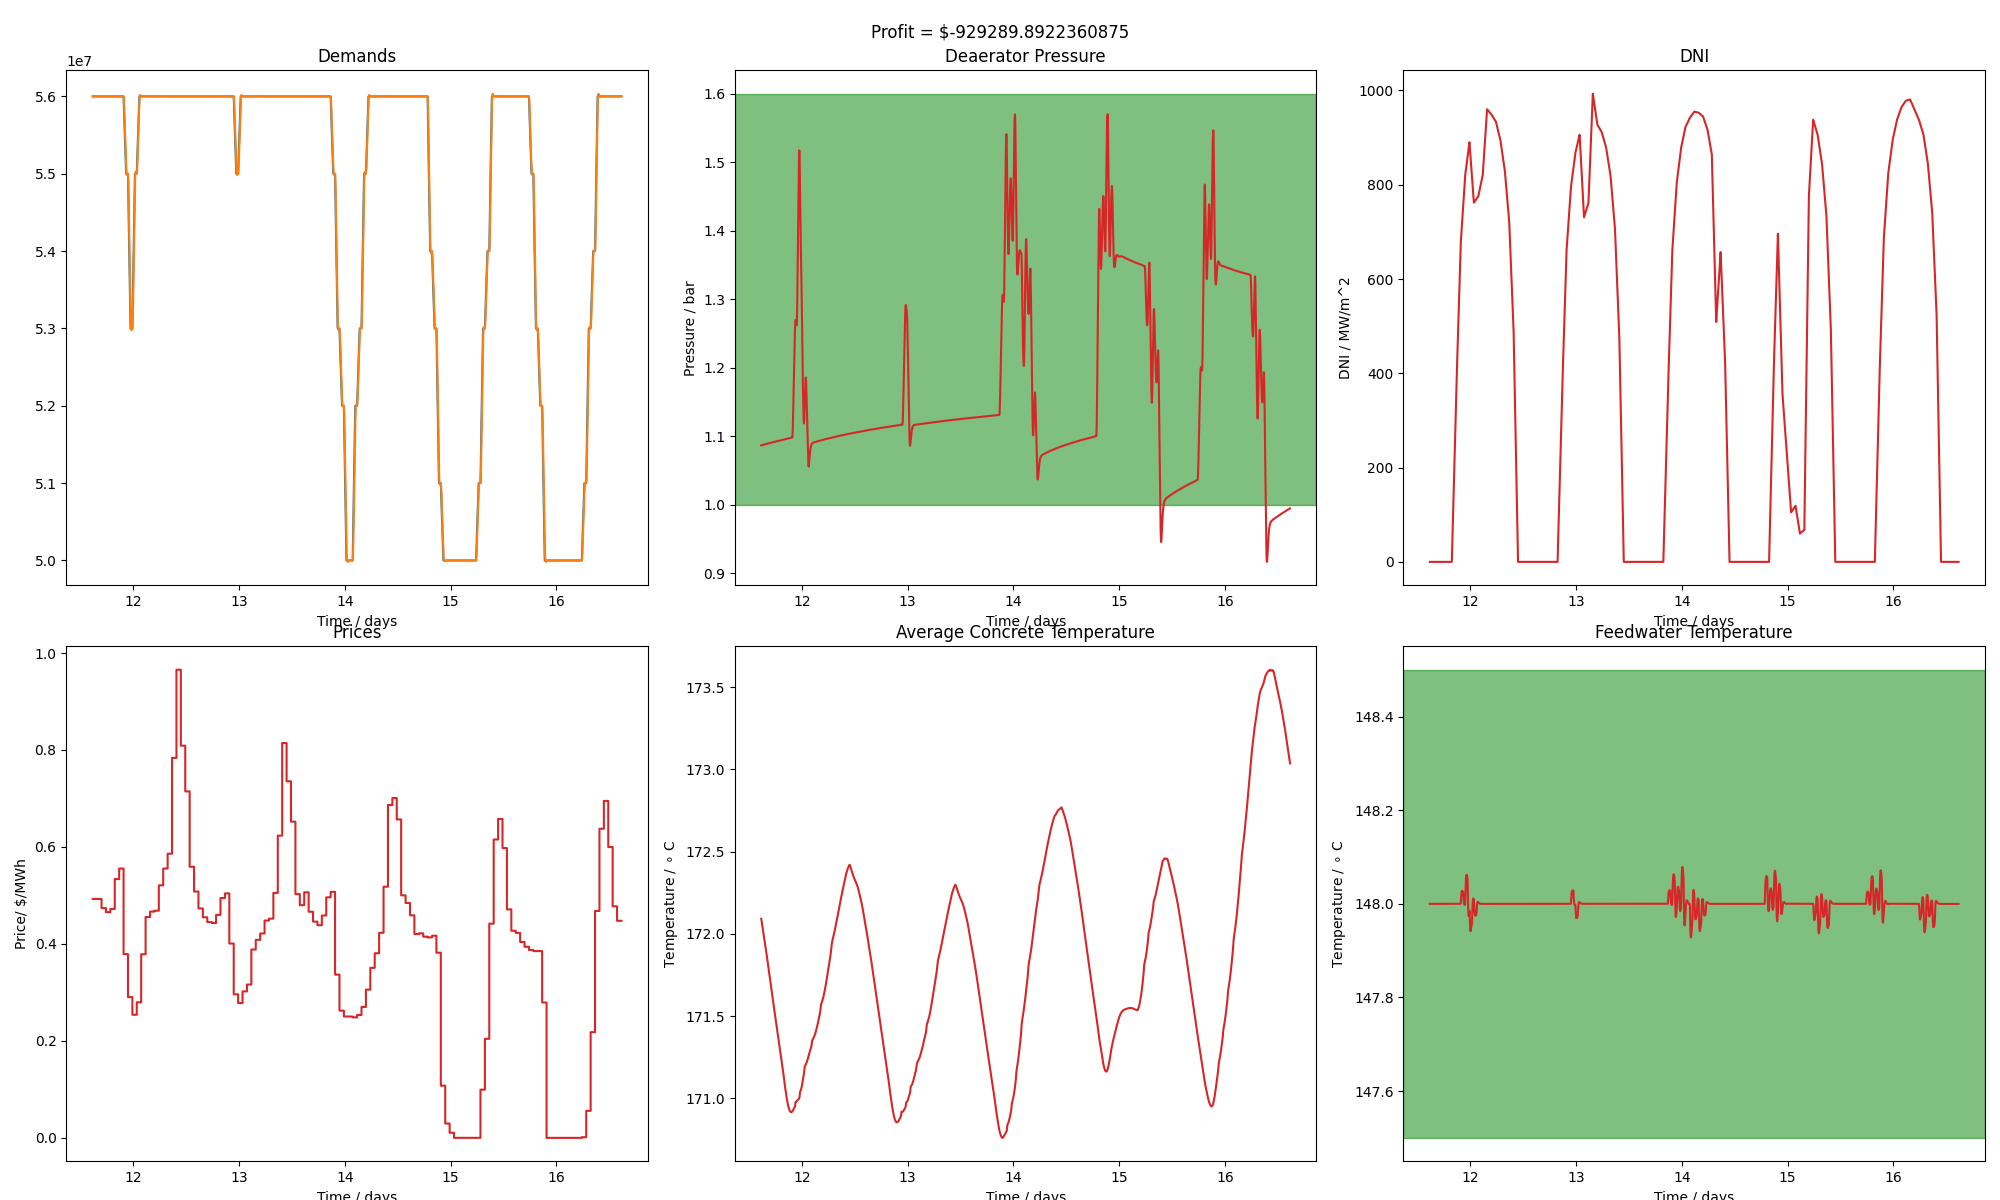 Profit = $-929289.8922360875
Demands
1e7
5.6
5.5
5.4
5.3
5.2
5.1
5.0
12 13 14 15 16
Time / days
Deaerator Pressure
Pressure / bar
1.6
1.5
1.4
1.3
1.2
1.1
1.0
0.9
12 13 14 15 16
Time / days
DNI
DNI / MW/m^2
1000
800
600
400
200
0
12 13 14 15 16
Time / days
Prices
Price/ $/MWh
1.0
0.8
0.6
0.4
0.2
0.0
12 13 14 15 16
Time / days
Average Concrete Temperature
Temperature / ∘ C
173.5
173.0
172.5
172.0
171.5
171.0
12 13 14 15 16
Time / days
Feedwater Temperature
Temperature / ∘ C
148.4
148.2
148.0
147.8
147.6
12 13 14 15 16
Time / days